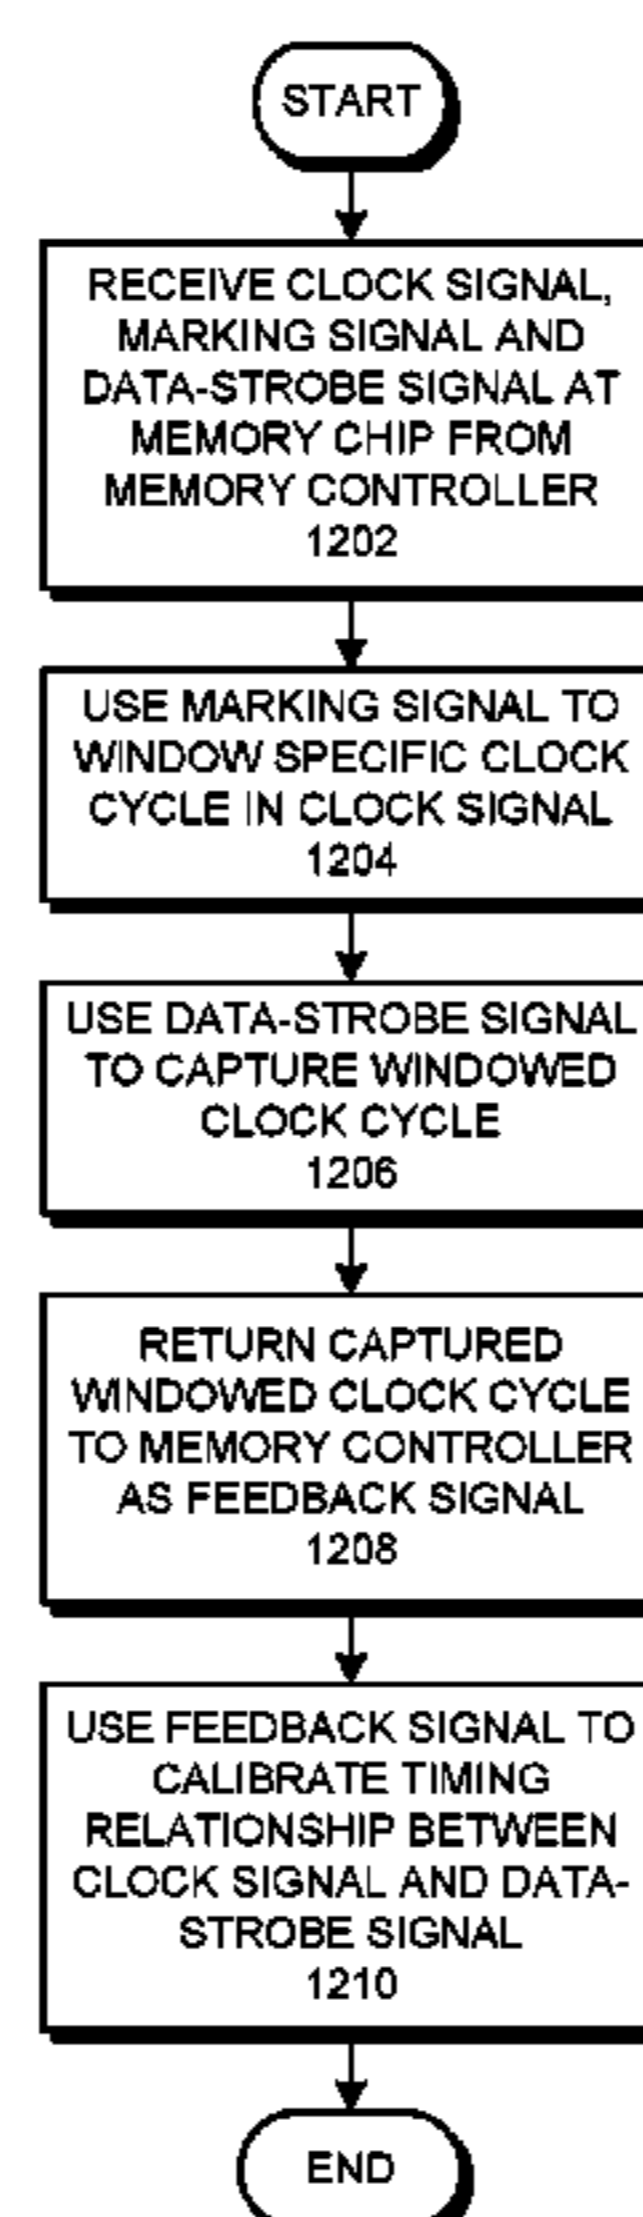 START
RECEIVE CLOCK SIGNAL,
MARKING SIGNAL AND
DATA-STROBE SIGNAL AT
MEMORY CHIP FROM
MEMORY CONTROLLER
1202
USE MARKING SIGNAL TO
WINDOW SPECIFIC CLOCK
CYCLE IN CLOCK SIGNAL
1204
USE DATA-STROBE SIGNAL
TO CAPTURE WINDOWED
CLOCK CYCLE
1206
RETURN CAPTURED
WINDOWED CLOCK CYCLE
TO MEMORY CONTROLLER
AS FEEDBACK SIGNAL
1208
USE FEEDBACK SIGNAL TO
CALIBRATE TIMING
RELATIONSHIP BETWEEN
CLOCK SIGNAL AND DATA-
STROBE SIGNAL
1210
END